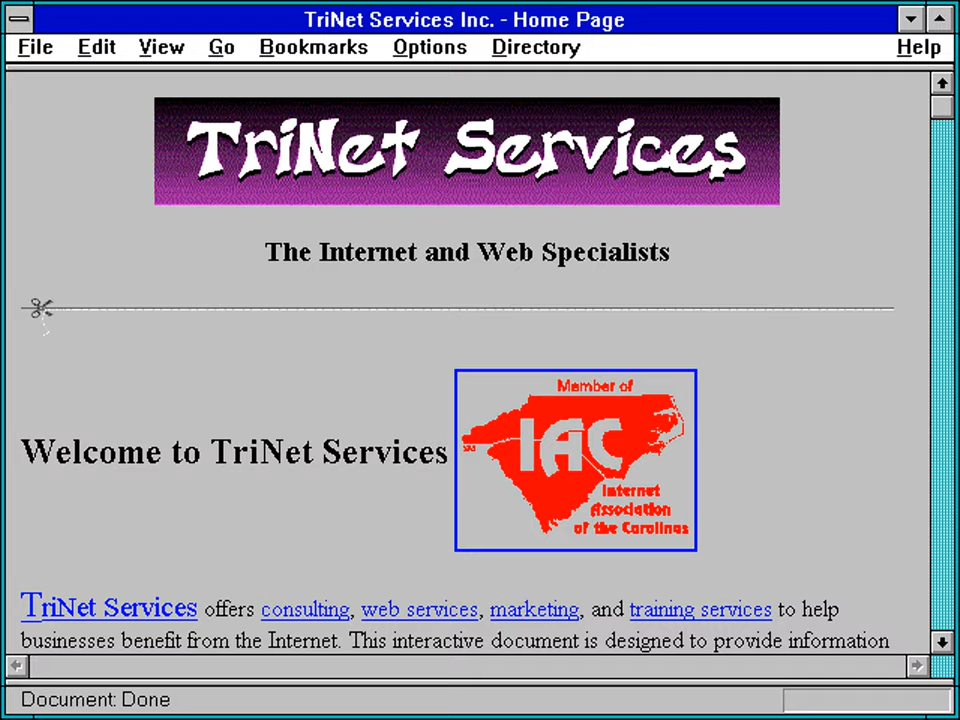 TriNet Services Inc. - Home Page
File Edit View Go Bookmarks Options Directory Help
TriNet Services
The Internet and Web Specialists
Member of
IAC
Internet
Association
of the Carolinas
Welcome to TriNet Services
TriNet Services offers consulting, web services, marketing, and training services to help
businesses benefit from the Internet. This interactive document is designed to provide information
Document: Done